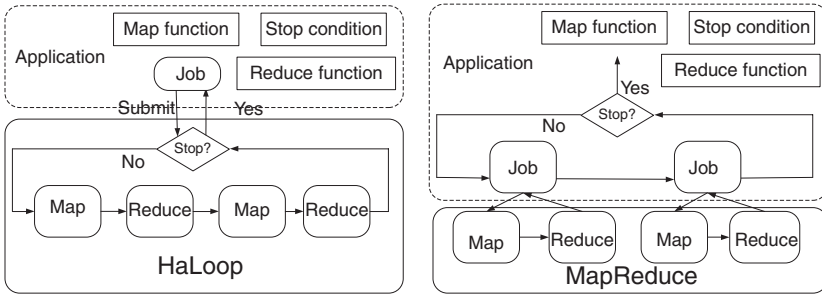 Map function
Stop condition
Application
Job
Reduce function
Submit
Yes
Stop?
No
Map
Reduce
Map
Reduce
HaLoop
Map function
Stop condition
Application
Reduce function
Yes
No
Stop?
Job
Job
Map
Reduce
Map
Reduce
MapReduce